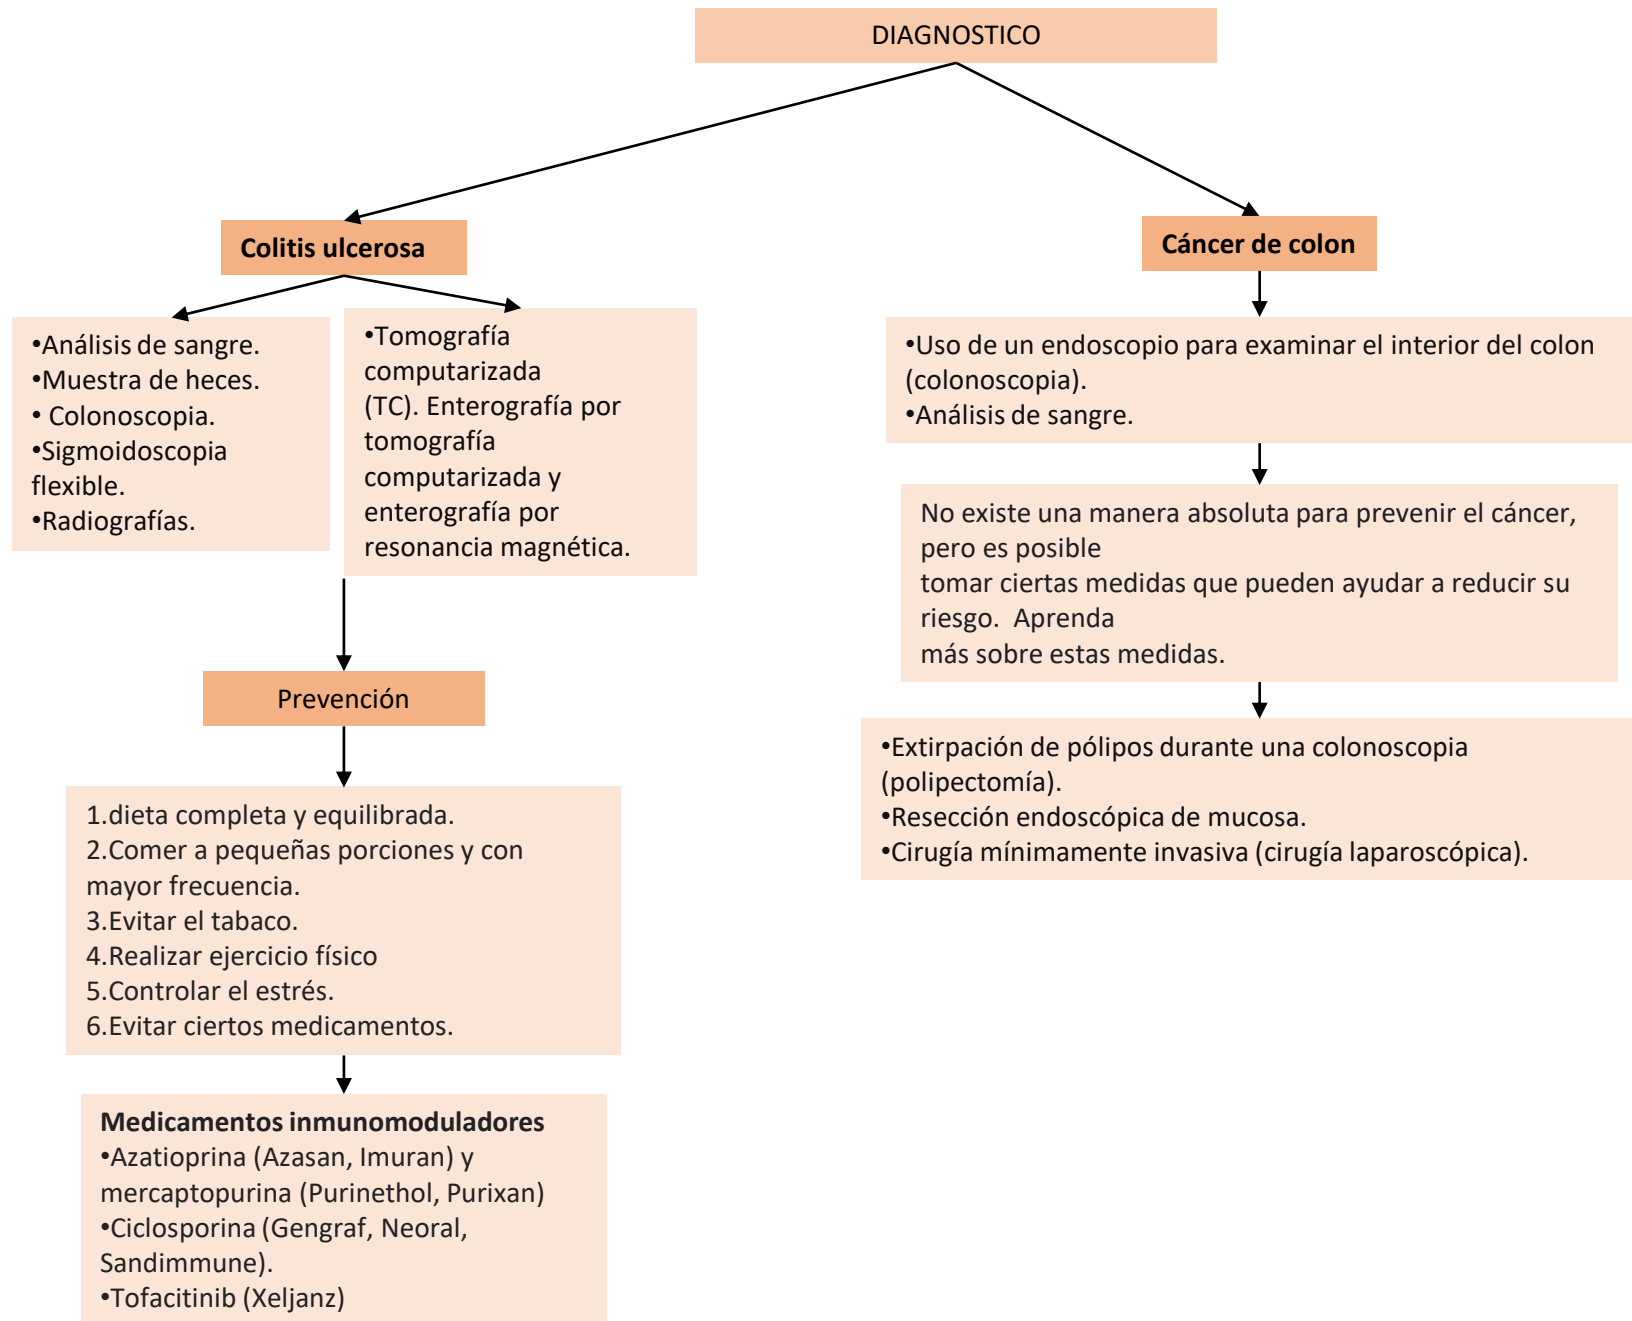 DIAGNOSTICO
Colitis ulcerosa
Cáncer de colon
•Análisis de sangre.
•Muestra de heces.
• Colonoscopia.
•Sigmoidoscopia
flexible.
•Radiografías.
•Tomografía
computarizada
(TC). Enterografía por
tomografía
computarizada y
enterografía por
resonancia magnética.
•Uso de un endoscopio para examinar el interior del colon
(colonoscopia).
•Análisis de sangre.
No existe una manera absoluta para prevenir el cáncer,
pero es posible
tomar ciertas medidas que pueden ayudar a reducir su
riesgo.  Aprenda
más sobre estas medidas.
Prevención
•Extirpación de pólipos durante una colonoscopia
(polipectomía).
•Resección endoscópica de mucosa.
•Cirugía mínimamente invasiva (cirugía laparoscópica).
1.dieta completa y equilibrada.
2.Comer a pequeñas porciones y con
mayor frecuencia.
3.Evitar el tabaco.
4.Realizar ejercicio físico
5.Controlar el estrés.
6.Evitar ciertos medicamentos.
Medicamentos inmunomoduladores
•Azatioprina (Azasan, Imuran) y
mercaptopurina (Purinethol, Purixan)
•Ciclosporina (Gengraf, Neoral,
Sandimmune).
•Tofacitinib (Xeljanz)